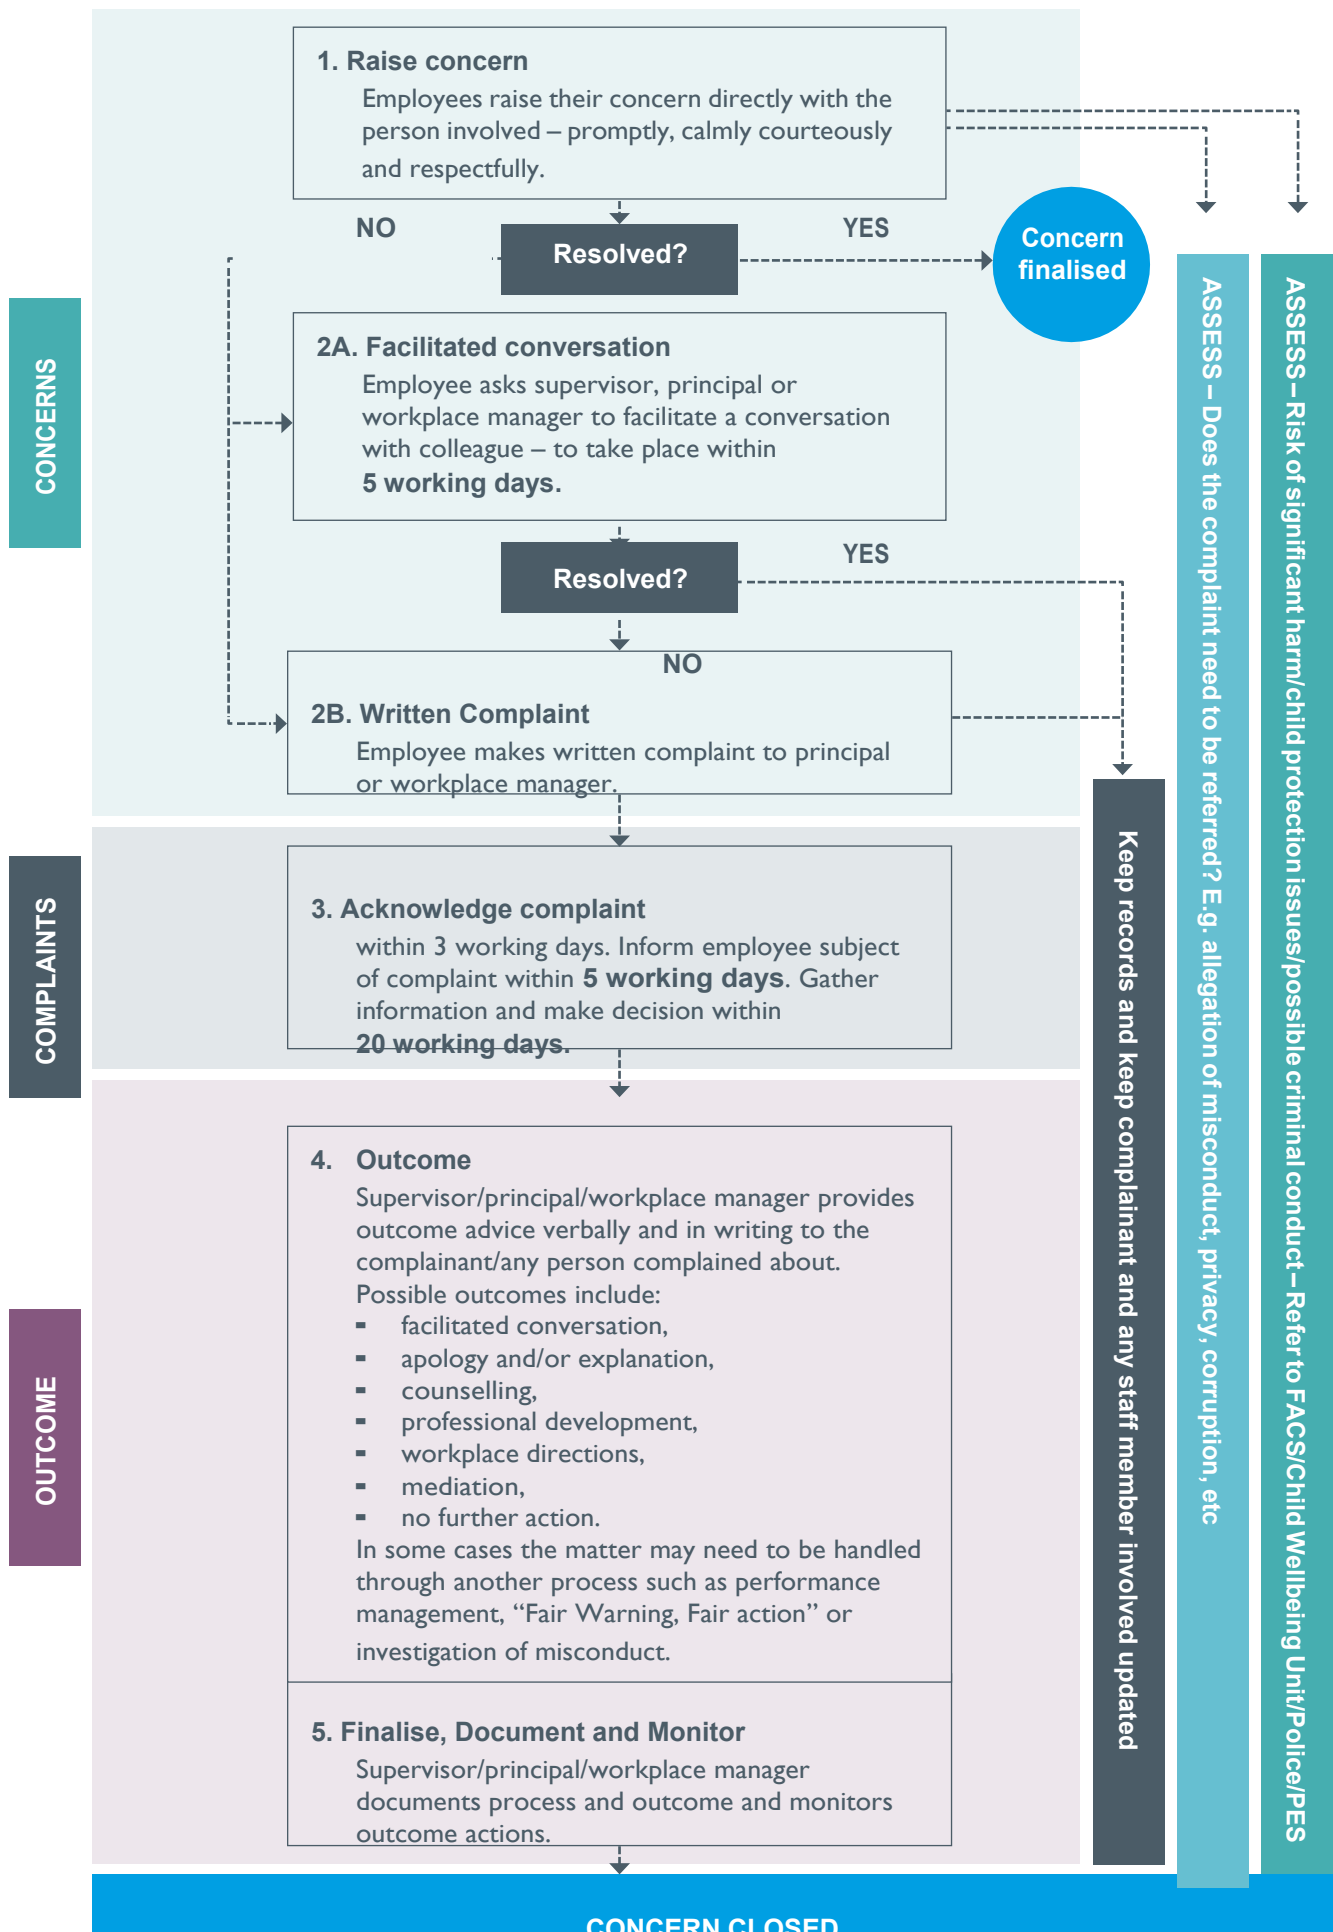 1. Raise concern
Employees raise their concern directly with the
person involved – promptly, calmly courteously
and respectfully.
NO
YES
Resolved?
Concern
finalised
CONCERNS
2A. Facilitated conversation
Employee asks supervisor, principal or
workplace manager to facilitate a conversation
with colleague – to take place within
5 working days.
YES
Resolved?
NO
2B. Written Complaint
Employee makes written complaint to principal
or workplace manager.
COMPLAINTS
3. Acknowledge complaint
within 3 working days. Inform employee subject
of complaint within 5 working days. Gather
information and make decision within
20 working days.
OUTCOME
4. Outcome
Supervisor/principal/workplace manager provides
outcome advice verbally and in writing to the
complainant/any person complained about.
Possible outcomes include:
- facilitated conversation,
- apology and/or explanation,
- counselling,
- professional development,
- workplace directions,
- mediation,
- no further action.
In some cases the matter may need to be handled
through another process such as performance
management, “Fair Warning, Fair action” or
investigation of misconduct.
5. Finalise, Document and Monitor
Supervisor/principal/workplace manager
documents process and outcome and monitors
outcome actions.
Keep records and keep complainant and any staff member involved updated
ASSESS – Does the complaint need to be referred? E.g. allegation of misconduct, privacy, corruption, etc
ASSESS – Risk of significant harm/child protection issues/possible criminal conduct – Refer to FACS/Child Wellbeing Unit/Police/PES
CONCERN CLOSED